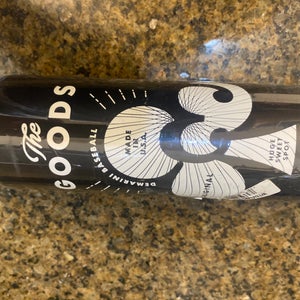 The
GOODS
DEMARINI BASEBALL
MADE
IN
U.S.A.
HUGE
SWEET
SPOT